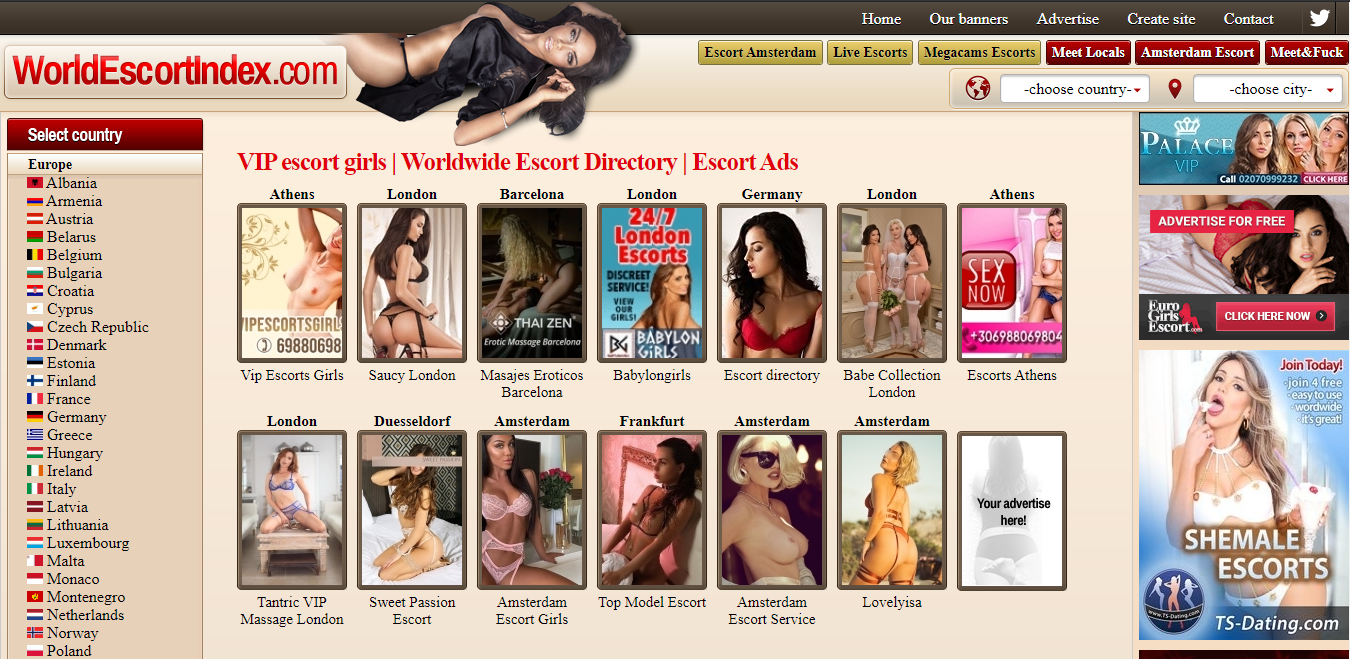 Home Our banners Advertise Create site Contact
WorldEscortIndex.com
Escort Amsterdam Live Escorts Megacams Escorts Meet Locals Amsterdam Escort Meet&Fuck
-choose country- -choose city-
Select country
Europe
Albania
Armenia
Austria
Belarus
Belgium
Bulgaria
Croatia
Cyprus
Czech Republic
Denmark
Estonia
Finland
France
Germany
Greece
Hungary
Ireland
Italy
Latvia
Lithuania
Luxembourg
Malta
Monaco
Montenegro
Netherlands
Norway
Poland
VIP escort girls | Worldwide Escort Directory | Escort Ads
Athens London Barcelona London Germany London Athens
VIPESCORTSGIRL
69880698
THAI ZEN
Erotic Massage Barcelona
24/7
London
Escorts
DISCREET
SERVICE!
VIEW
OUR
GIRLS!
BABYLON
GIRLS
SEX
NOW
+306988069804
Vip Escorts Girls
Saucy London
Masajes Eroticos
Barcelona
Babylongirls
Escort directory
Babe Collection
London
Escorts Athens
London Duesseldorf Amsterdam Frankfurt Amsterdam Amsterdam
Your advertise
here!
Tantric VIP
Massage London
Sweet Passion
Escort
Amsterdam
Escort Girls
Top Model Escort
Amsterdam
Escort Service
Lovelyisa
PALACE
VIP
Call 02070999232 CLICK HERE
ADVERTISE FOR FREE
Euro
Girls
Escort.com
CLICK HERE NOW
Join Today!
join 4 free
easy to use
wordwide
it's great!
SHEMALE
ESCORTS
www.TS-Dating.com
TS-Dating.com